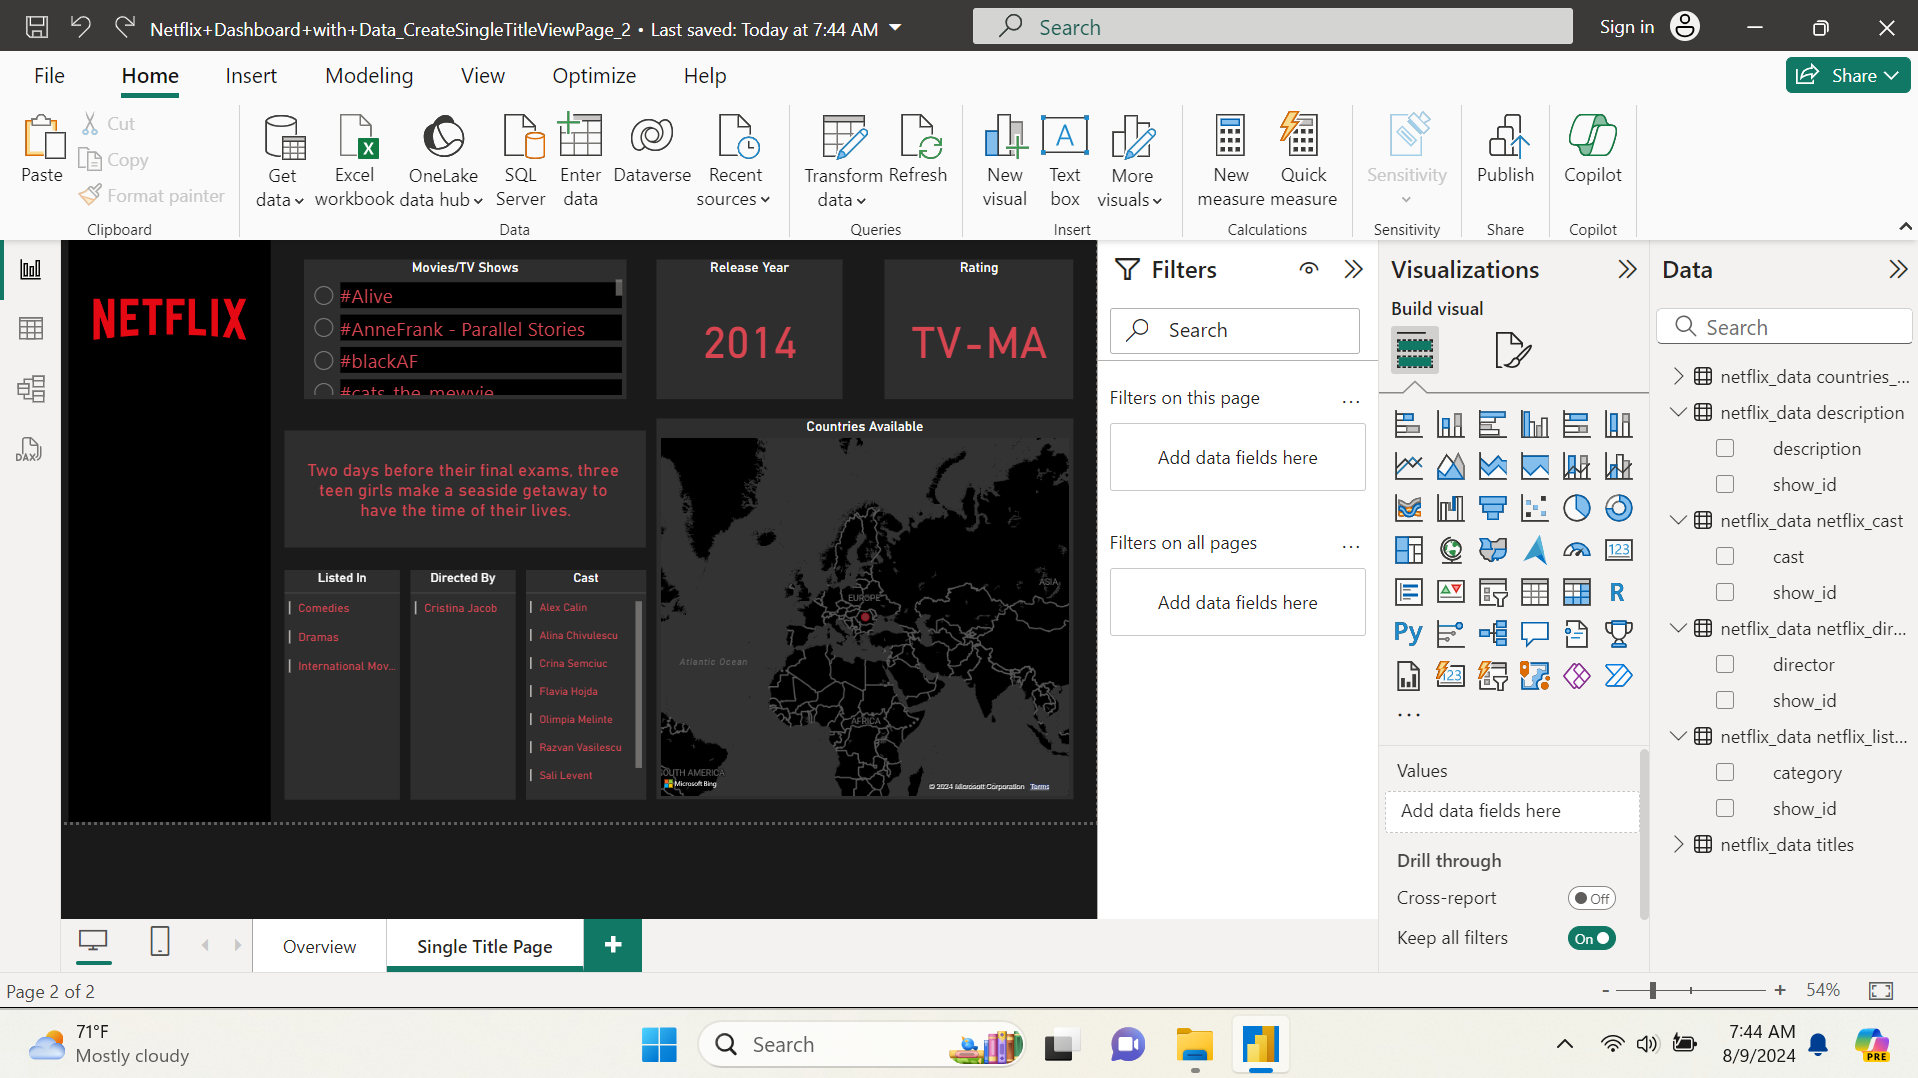 Netflix+Dashboard+with+Data_CreateSingleTitleViewPage_2 • Last saved: Today at 7:44 AM
Search
Sign in
File
Home
Insert
Modeling
View
Optimize
Help
Share
Paste
Cut
Copy
Format painter
Clipboard
Get data
Excel workbook
OneLake data hub
SQL Server
Enter data
Dataverse
Recent sources
Data
Transform data
Refresh
Queries
New visual
Text box
More visuals
Insert
New measure
Quick measure
Calculations
Sensitivity
Sensitivity
Publish
Share
Copilot
Copilot
DAX
NETFLIX
Movies/TV Shows
#Alive
#AnneFrank - Parallel Stories
#blackAF
#cats_the_mewvie
Release Year
2014
Rating
TV-MA
Two days before their final exams, three
teen girls make a seaside getaway to
have the time of their lives.
Listed In
Comedies
Dramas
International Mov...
Directed By
Cristina Jacob
Cast
Alex Calin
Alina Chivulescu
Crina Semciuc
Flavia Hojda
Olimpia Melinte
Razvan Vasilescu
Sali Levent
Countries Available
EUROPE
ASIA
Atlantic Ocean
AFRICA
SOUTH AMERICA
Microsoft Bing
© 2024 Microsoft Corporation Terms
Filters
Search
Filters on this page
...
Add data fields here
Filters on all pages
...
Add data fields here
Visualizations
Build visual
123
R
Py
123
...
Values
Add data fields here
Drill through
Cross-report
Off
Keep all filters
On
Data
Search
netflix_data countries_...
netflix_data description
description
show_id
netflix_data netflix_cast
cast
show_id
netflix_data netflix_dir...
director
show_id
netflix_data netflix_list...
category
show_id
netflix_data titles
Overview
Single Title Page
+
Page 2 of 2
- + 54%
71°F
Mostly cloudy
Search
7:44 AM
8/9/2024
PRE